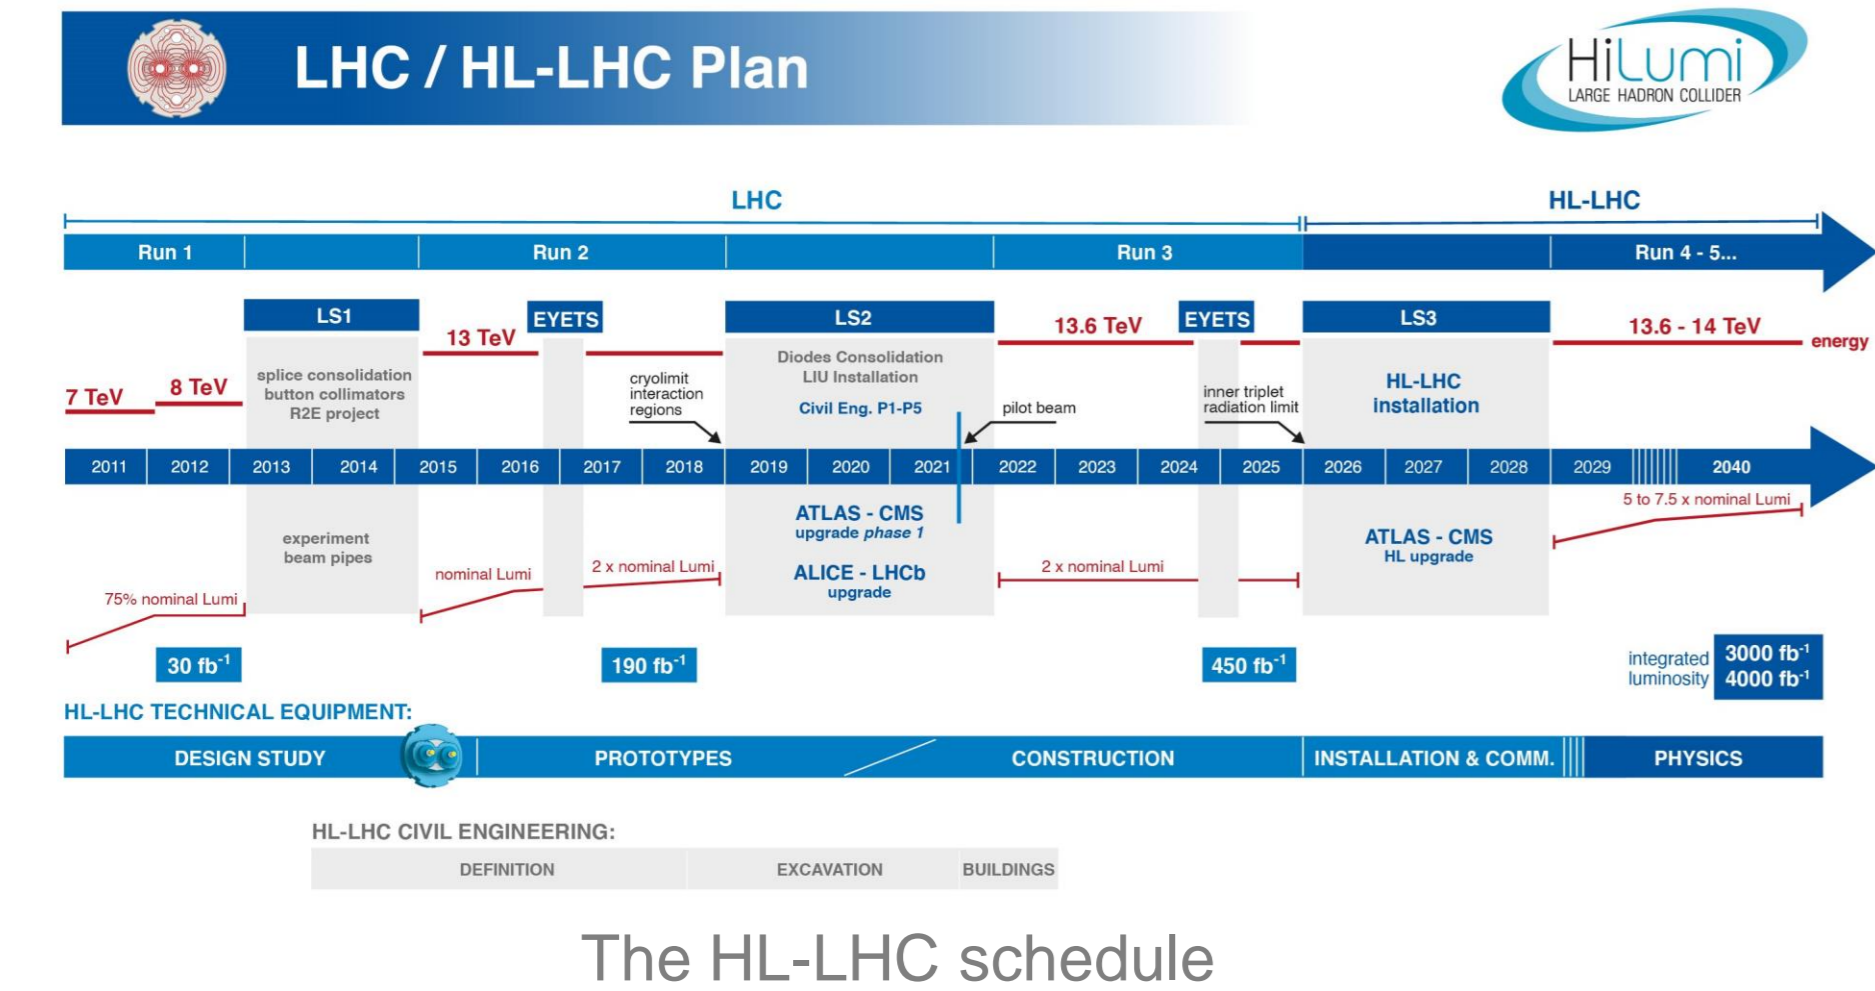 LHC / HL-LHC Plan
HiLumi
LARGE HADRON COLLIDER
LHC
HL-LHC
Run 1
Run 2
Run 3
Run 4 - 5...
LS1
EYETS
LS2
EYETS
LS3
13 TeV
13.6 TeV
13.6 - 14 TeV
energy
7 TeV
8 TeV
splice consolidation
button collimators
R2E project
cryolimit
interaction
regions
Diodes Consolidation
LIU Installation
Civil Eng. P1-P5
pilot beam
inner triplet
radiation limit
HL-LHC
installation
2011
2012
2013
2014
2015
2016
2017
2018
2019
2020
2021
2022
2023
2024
2025
2026
2027
2028
2029
2040
5 to 7.5 x nominal Lumi
experiment
beam pipes
ATLAS - CMS
upgrade phase 1
ALICE - LHCb
upgrade
ATLAS - CMS
HL upgrade
75% nominal Lumi
nominal Lumi
2 x nominal Lumi
2 x nominal Lumi
30 fb⁻¹
190 fb⁻¹
450 fb⁻¹
integrated
luminosity
3000 fb⁻¹
4000 fb⁻¹
HL-LHC TECHNICAL EQUIPMENT:
DESIGN STUDY
PROTOTYPES
CONSTRUCTION
INSTALLATION & COMM.
PHYSICS
HL-LHC CIVIL ENGINEERING:
DEFINITION
EXCAVATION
BUILDINGS
The HL-LHC schedule